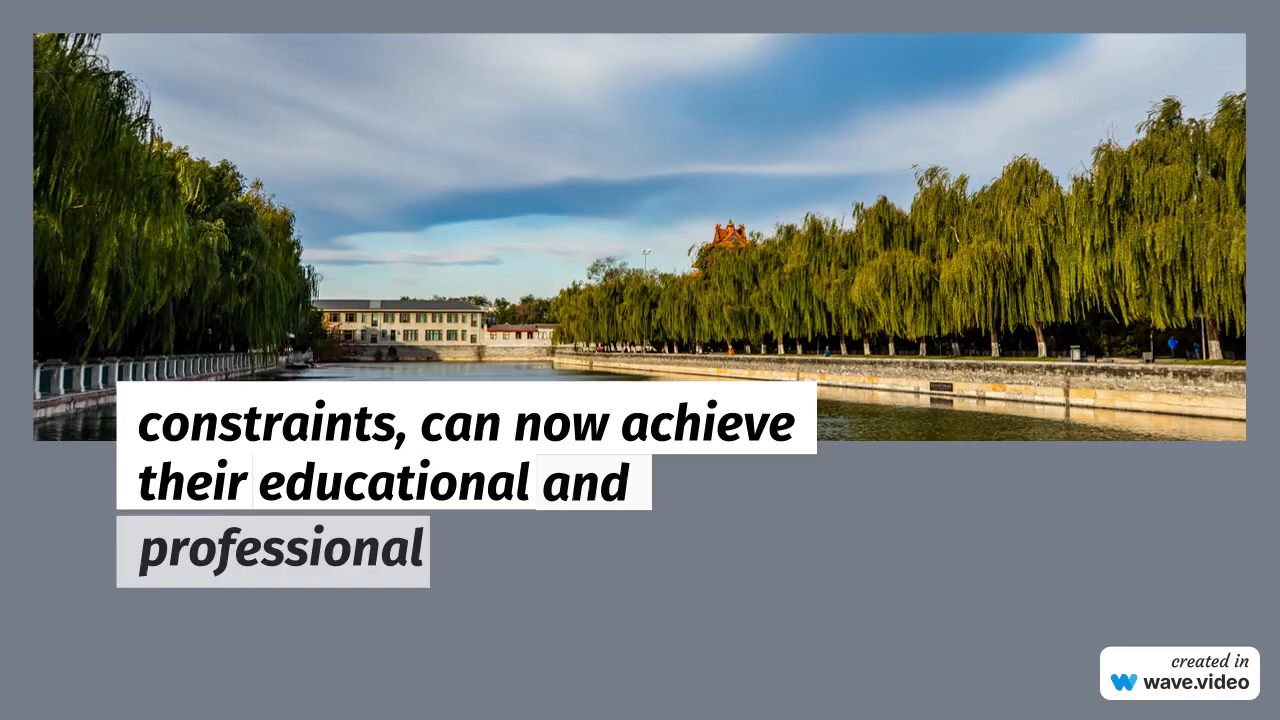 constraints, can now achieve
their educational and
professional
created in
wave.video